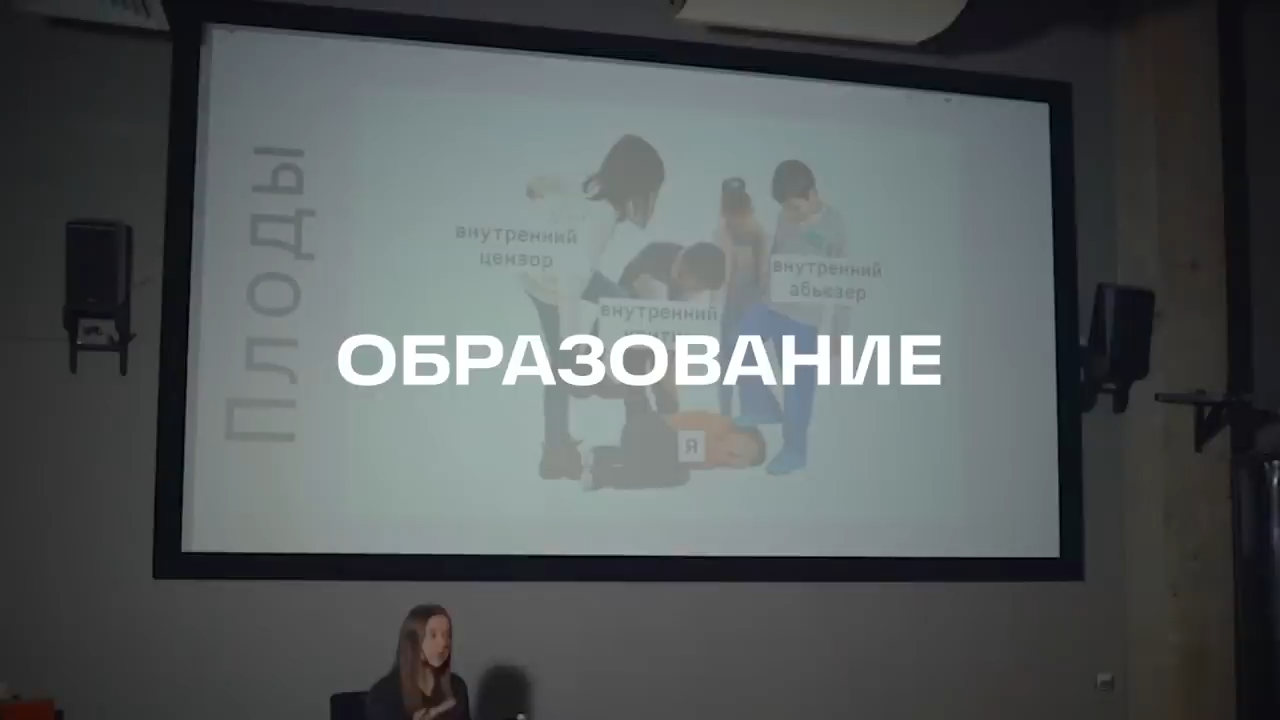 Плоды
внутренний
цензор
внутренний
абьюзер
внутренний
ОБРАЗОВАНИЕ
Я